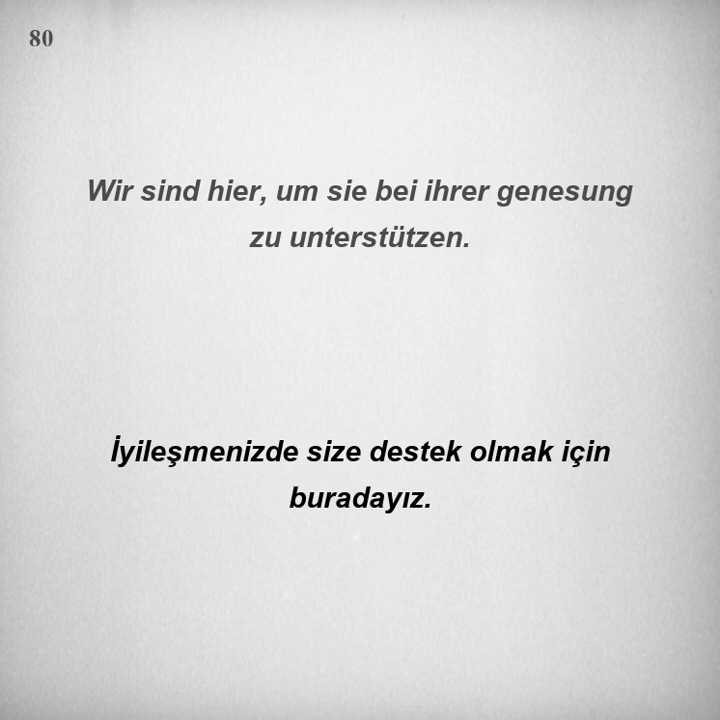 80
Wir sind hier, um sie bei ihrer genesung
zu unterstützen.
İyileşmenizde size destek olmak için
buradayız.